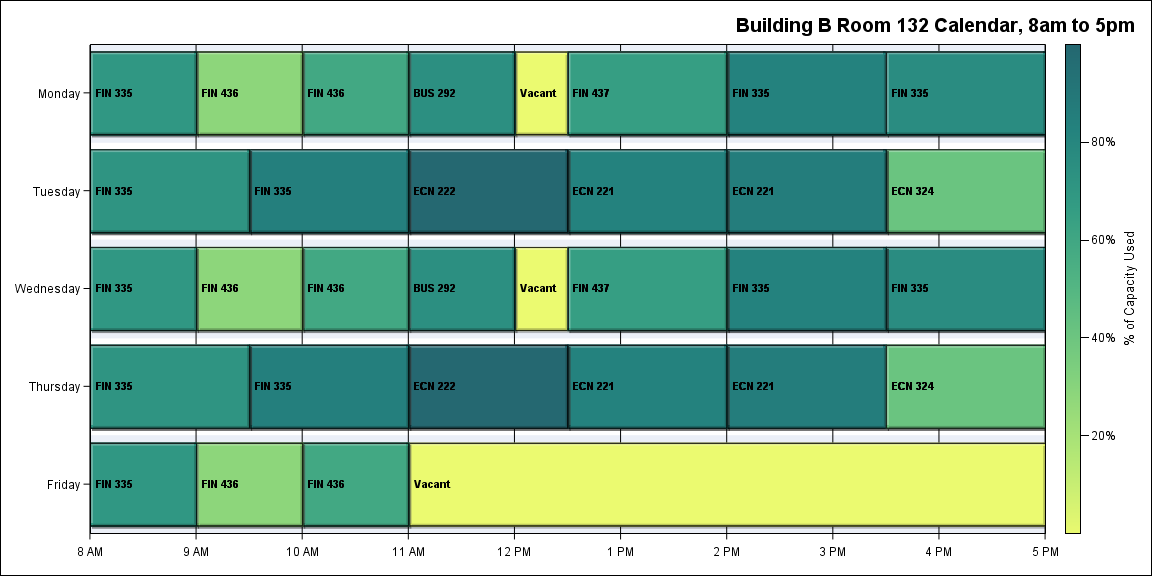 Building B Room 132 Calendar, 8am to 5pm
Monday
FIN 335
FIN 436
FIN 436
BUS 292
Vacant
FIN 437
FIN 335
FIN 335
Tuesday
FIN 335
FIN 335
ECN 222
ECN 221
ECN 221
ECN 324
Wednesday
FIN 335
FIN 436
FIN 436
BUS 292
Vacant
FIN 437
FIN 335
FIN 335
Thursday
FIN 335
FIN 335
ECN 222
ECN 221
ECN 221
ECN 324
Friday
FIN 335
FIN 436
FIN 436
Vacant
8 AM
9 AM
10 AM
11 AM
12 PM
1 PM
2 PM
3 PM
4 PM
5 PM
80%
60%
40%
20%
% of Capacity Used